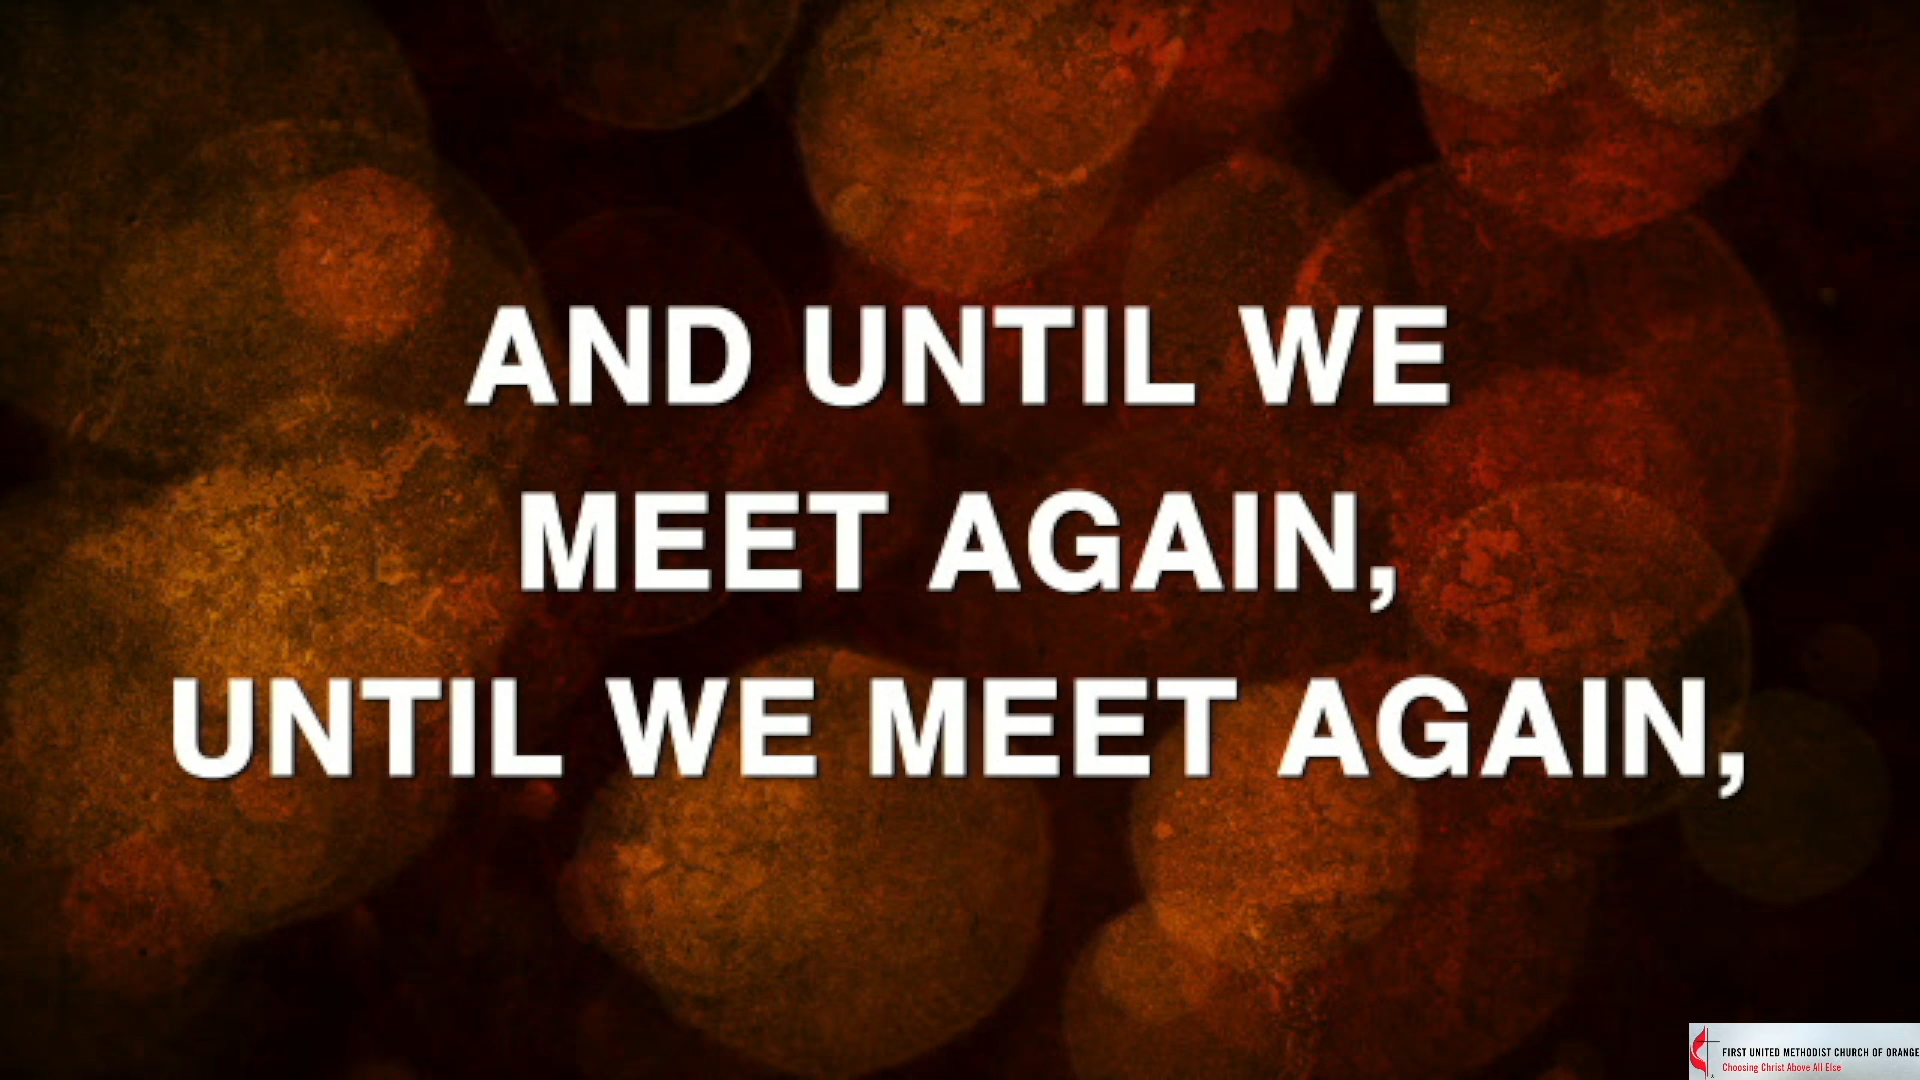 AND UNTIL WE
MEET AGAIN,
UNTIL WE MEET AGAIN,
FIRST UNITED METHODIST CHURCH OF ORANGE
Choosing Christ Above All Else